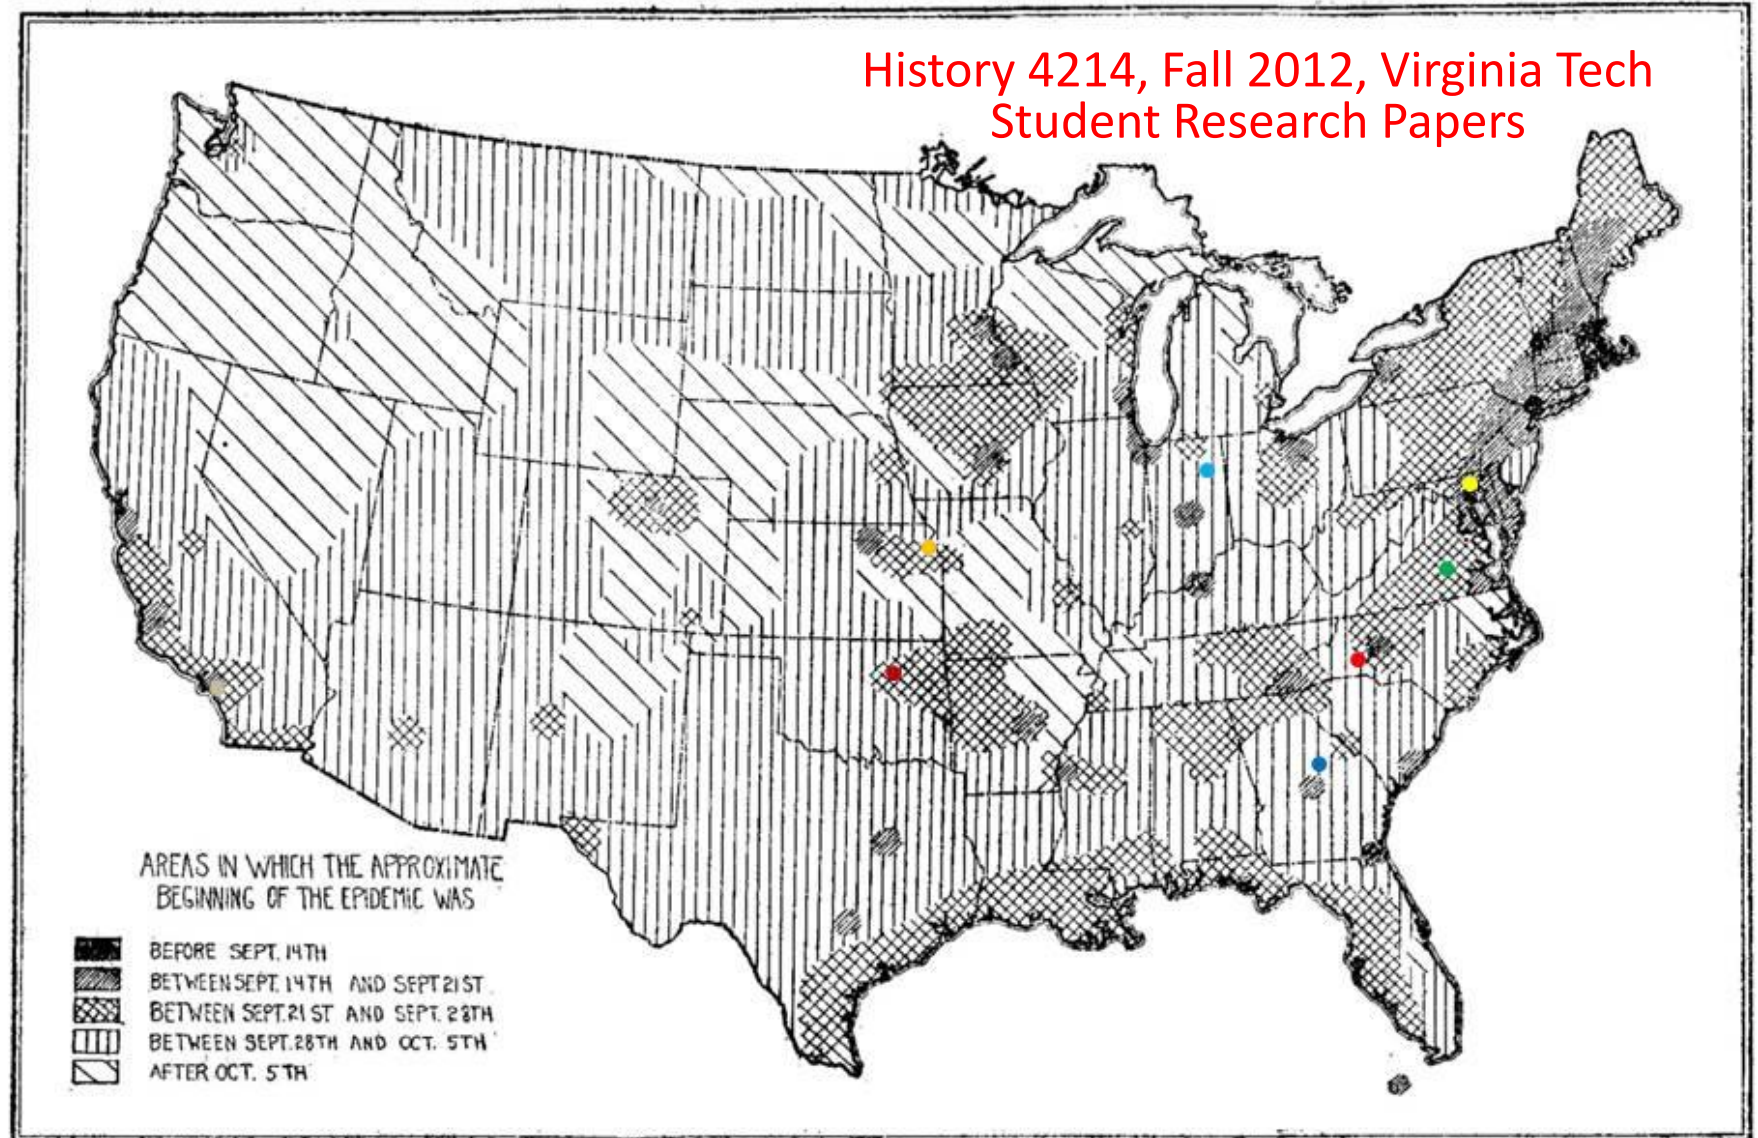 History 4214, Fall 2012, Virginia Tech
Student Research Papers
AREAS IN WHICH THE APPROXIMATE
BEGINNING OF THE EPIDEMIC WAS
BEFORE SEPT. 14TH
BETWEEN SEPT. 14TH AND SEPT 21ST.
BETWEEN SEPT. 21ST AND SEPT. 28TH
BETWEEN SEPT. 28TH AND OCT. 5TH
AFTER OCT. 5TH